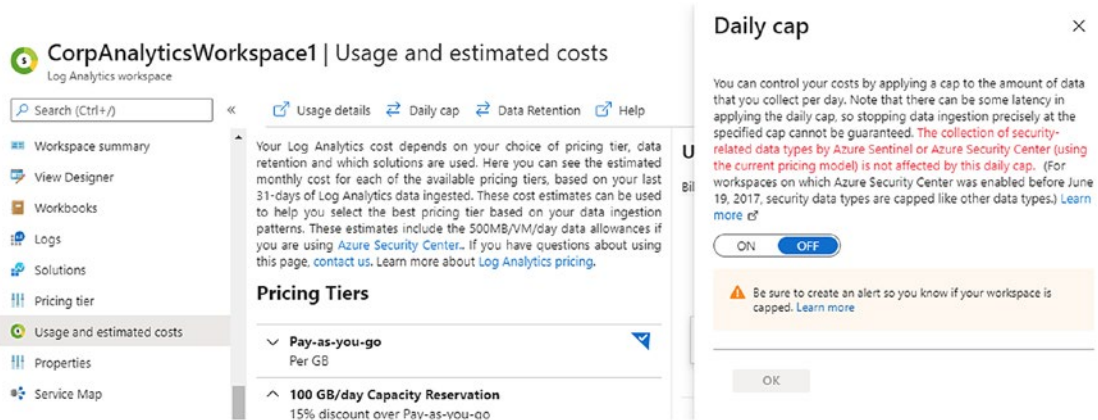 CorpAnalyticsWorkspace1 | Usage and estimated costs
Log Analytics workspace
Search (Ctrl+/)
«
Workspace summary
View Designer
Workbooks
Logs
Solutions
Pricing tier
Usage and estimated costs
Properties
Service Map
Usage details Daily cap Data Retention Help
Your Log Analytics cost depends on your choice of pricing tier, data
retention and which solutions are used. Here you can see the estimated
monthly cost for each of the available pricing tiers, based on your last
31-days of Log Analytics data ingested. These cost estimates can be used
to help you select the best pricing tier based on your data ingestion
patterns. These estimates include the 500MB/VM/day data allowances if
you are using Azure Security Center.. If you have questions about using
this page, contact us. Learn more about Log Analytics pricing.
Pricing Tiers
Pay-as-you-go
Per GB
100 GB/day Capacity Reservation
15% discount over Pay-as-you-go
U
Bil
Daily cap
You can control your costs by applying a cap to the amount of data
that you collect per day. Note that there can be some latency in
applying the daily cap, so stopping data ingestion precisely at the
specified cap cannot be guaranteed. The collection of security-
related data types by Azure Sentinel or Azure Security Center (using
the current pricing model) is not affected by this daily cap. (For
workspaces on which Azure Security Center was enabled before June
19, 2017, security data types are capped like other data types.) Learn
more
ON OFF
Be sure to create an alert so you know if your workspace is
capped. Learn more
OK